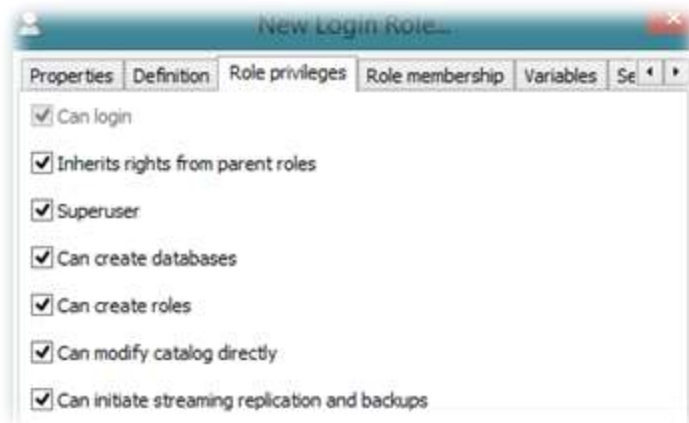 New Login Role...
Properties Definition Role privileges Role membership Variables Se
Can login
Inherits rights from parent roles
Superuser
Can create databases
Can create roles
Can modify catalog directly
Can initiate streaming replication and backups